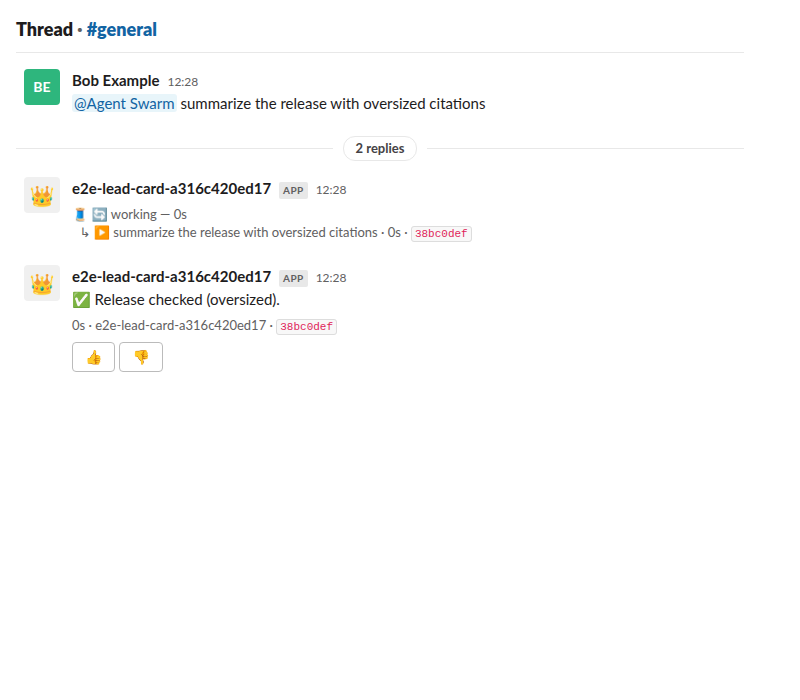 Thread • #general
BE
Bob Example 12:28
@Agent Swarm summarize the release with oversized citations
2 replies
e2e-lead-card-a316c420ed17 APP 12:28
🧵 🔄 working — 0s
↳ ▶️ summarize the release with oversized citations · 0s · 38bc0def
e2e-lead-card-a316c420ed17 APP 12:28
✅ Release checked (oversized).
0s · e2e-lead-card-a316c420ed17 · 38bc0def
👍 👎